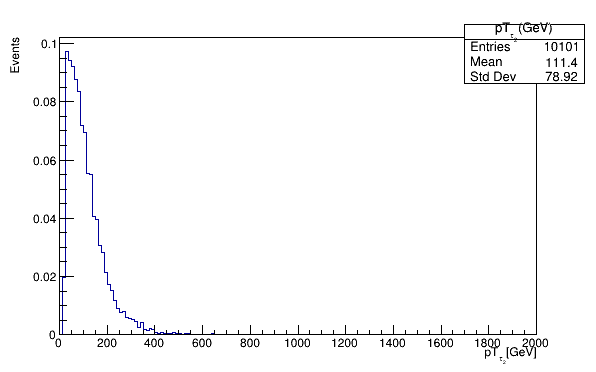 pT_τ₂(GeV)
Entries 10101
Mean 111.4
Std Dev 78.92
Events
0.1
0.08
0.06
0.04
0.02
0
0 200 400 600 800 1000 1200 1400 1600 1800 2000
pT_τ₂[GeV]